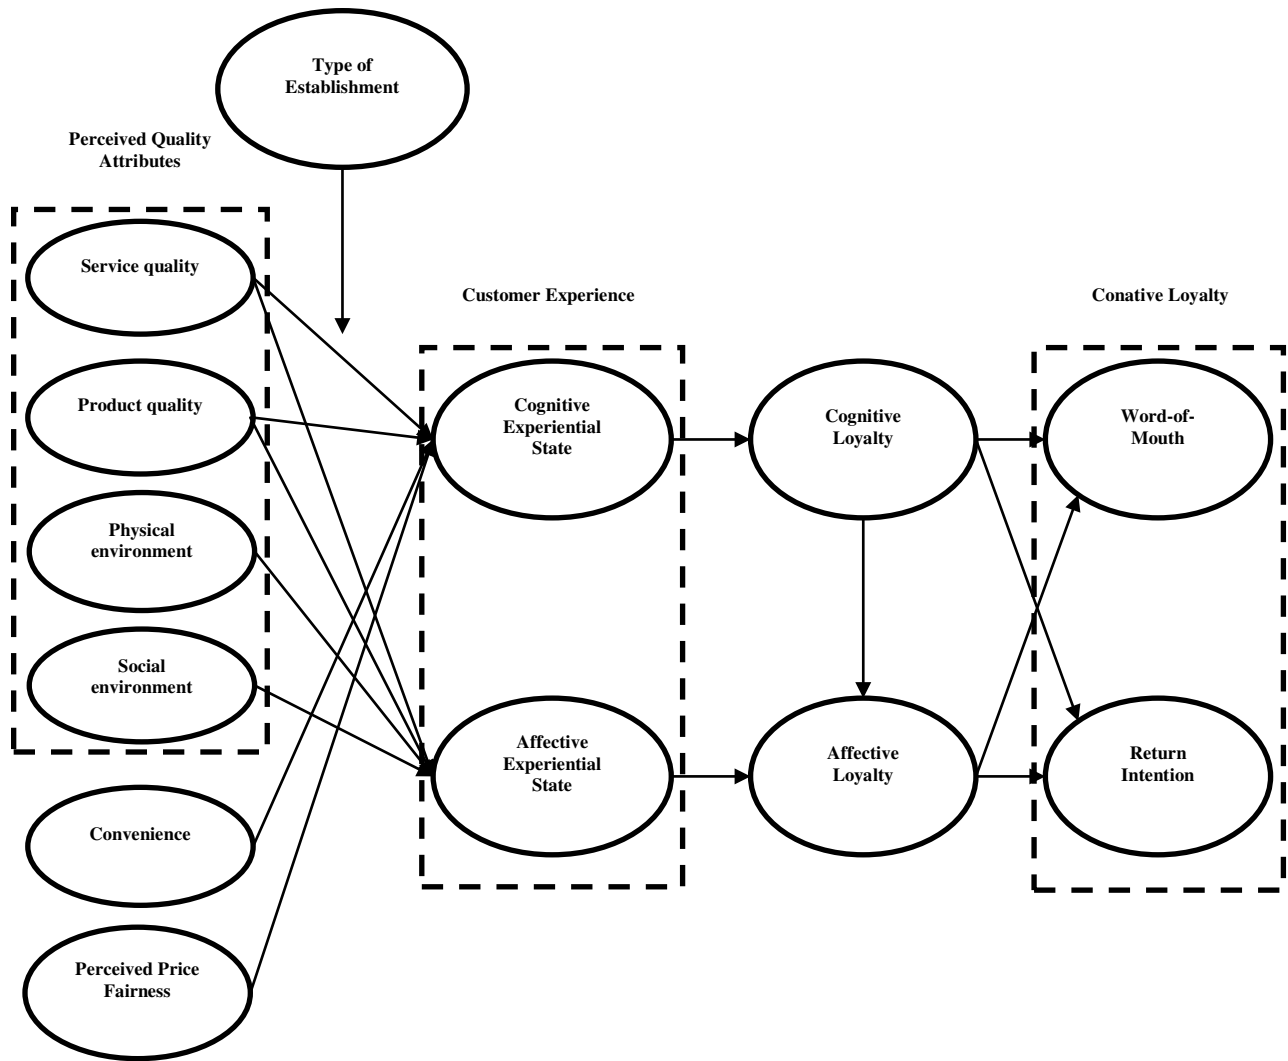 Type of
Establishment
Perceived Quality
Attributes
Service quality
Customer Experience
Conative Loyalty
Product quality
Cognitive
Experiential
State
Cognitive
Loyalty
Word-of-
Mouth
Physical
environment
Social
environment
Affective
Experiential
State
Affective
Loyalty
Return
Intention
Convenience
Perceived Price
Fairness